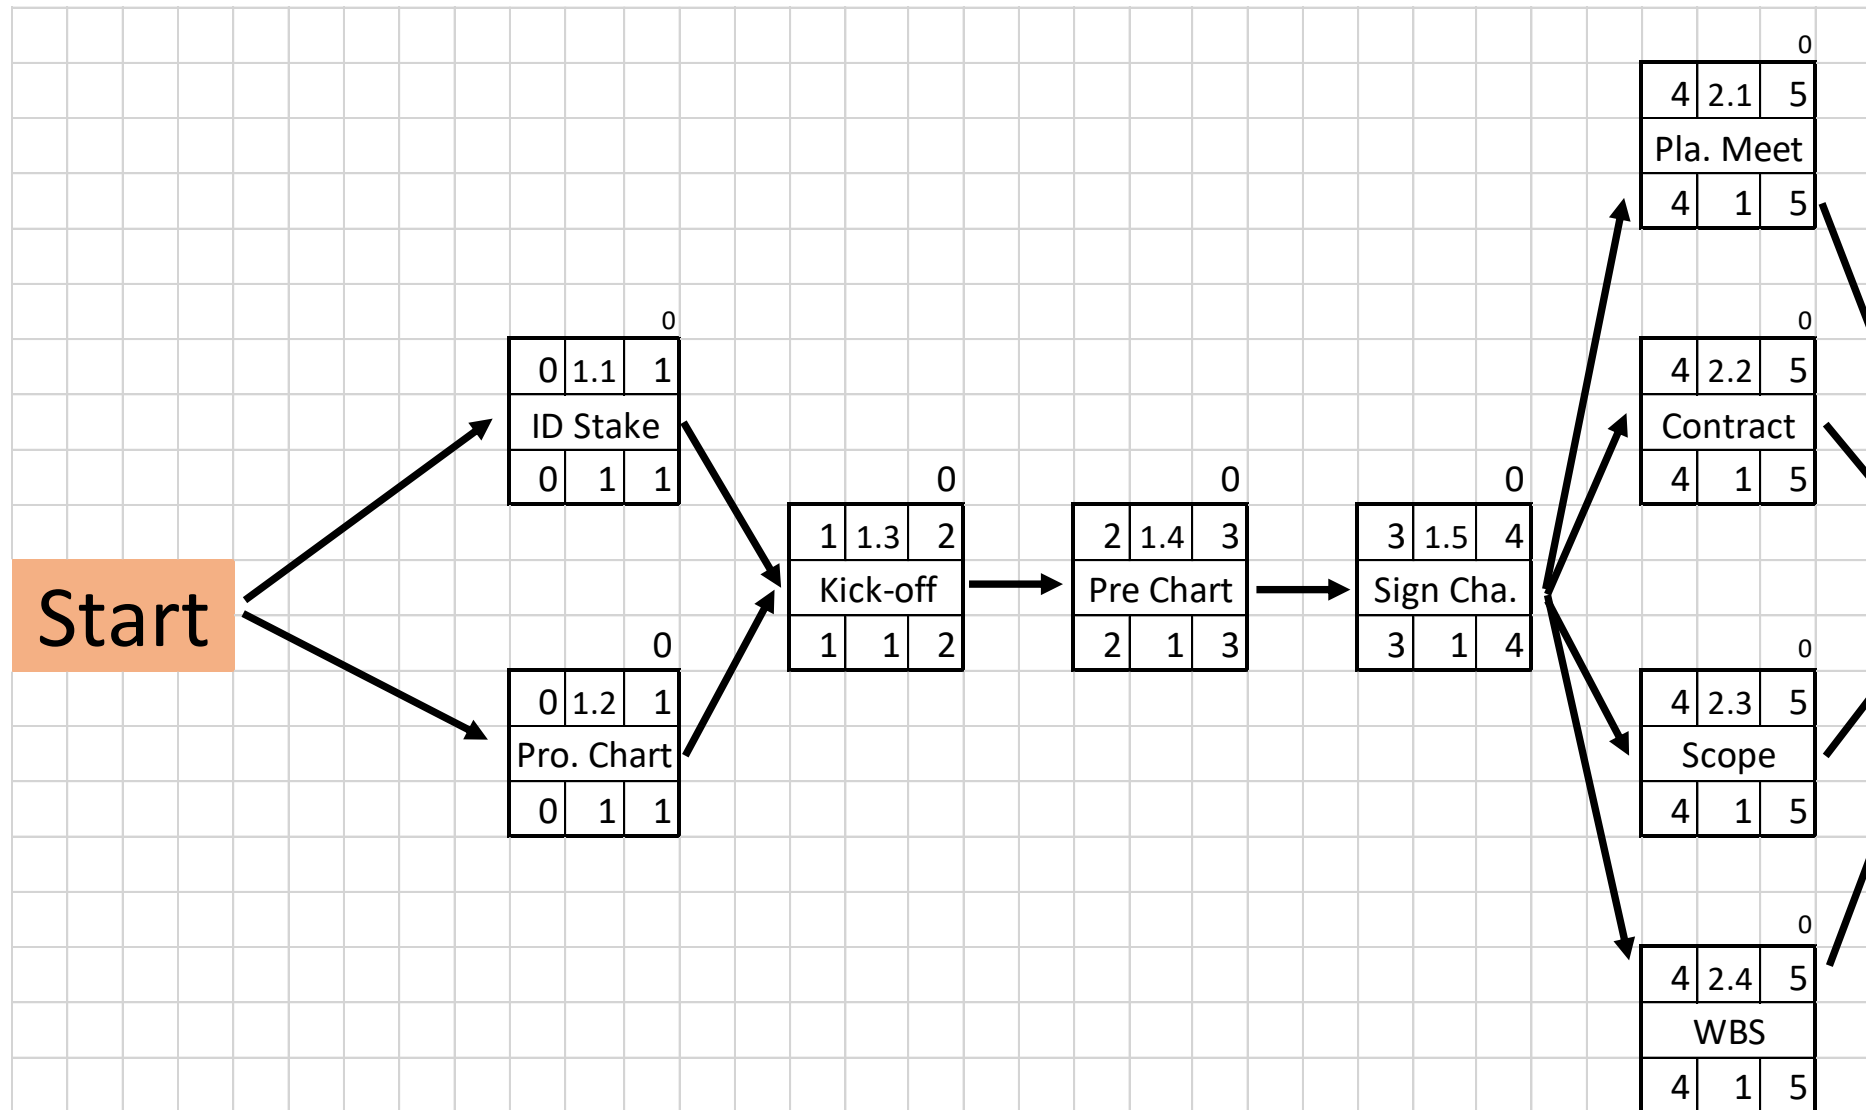 Start
0
0 1.1 1
ID Stake
0 1 1
0
0 1.2 1
Pro. Chart
0 1 1
0
1 1.3 2
Kick-off
1 1 2
0
2 1.4 3
Pre Chart
2 1 3
0
3 1.5 4
Sign Cha.
3 1 4
0
4 2.1 5
Pla. Meet
4 1 5
0
4 2.2 5
Contract
4 1 5
0
4 2.3 5
Scope
4 1 5
0
4 2.4 5
WBS
4 1 5